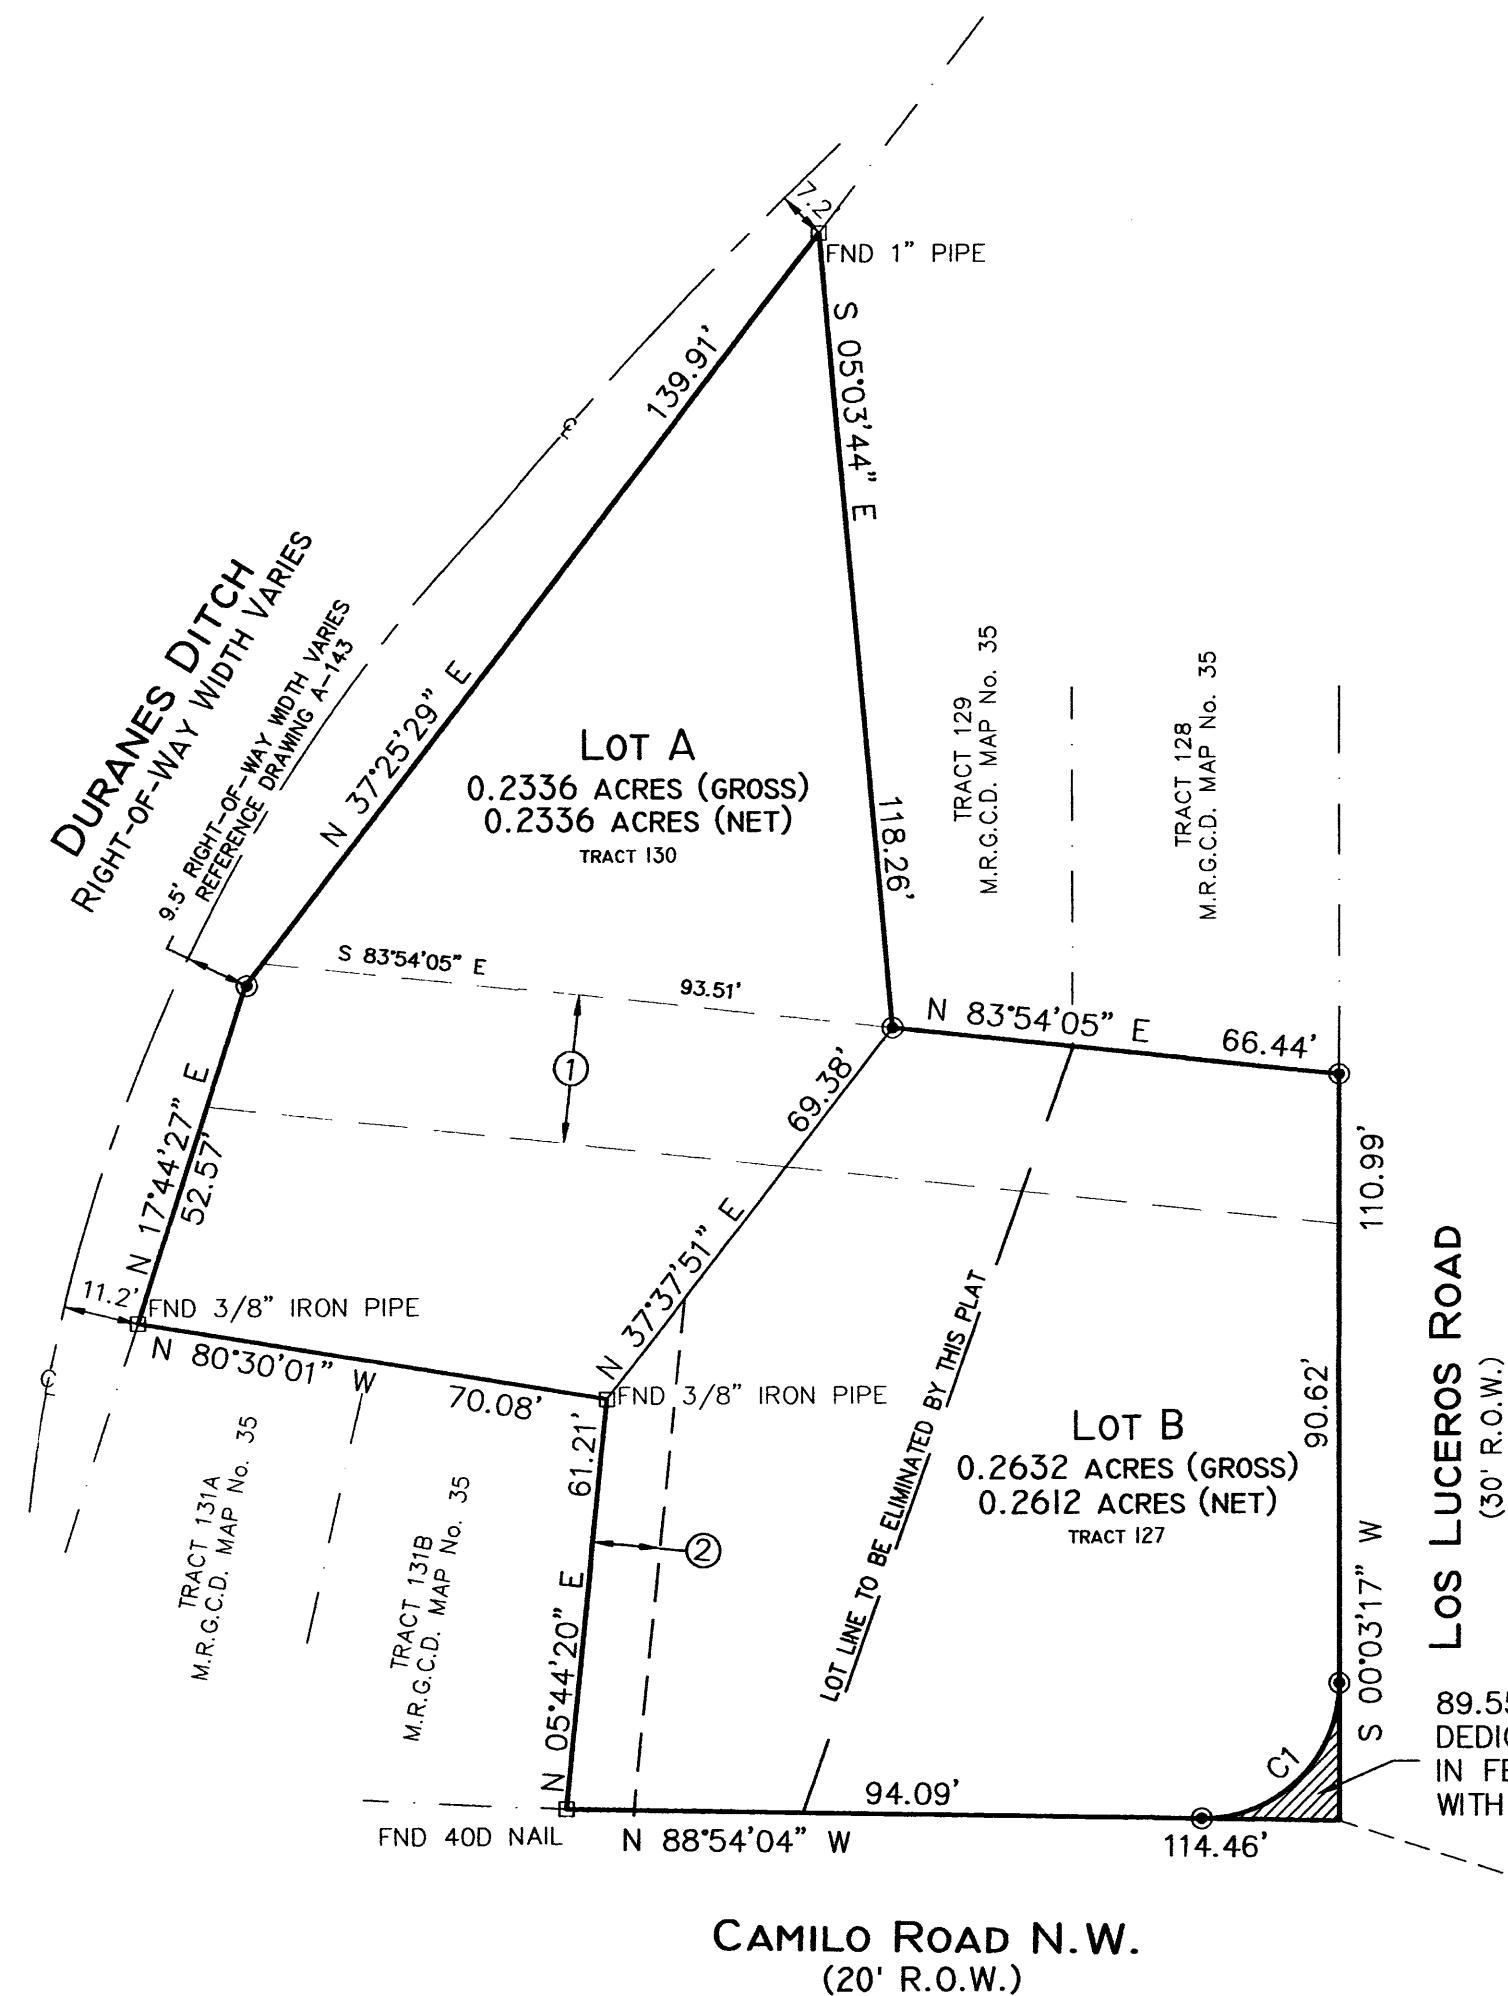 7.2'
FND 1" PIPE
139.91'
S 05°03'44" E
DURANES DITCH
RIGHT-OF-WAY WIDTH VARIES
9.5' RIGHT-OF-WAY WIDTH VARIES
REFERENCE DRAWING A-143
N 37°25'29" E
LOT A
0.2336 ACRES (GROSS)
0.2336 ACRES (NET)
TRACT 130
118.26'
TRACT 129
M.R.G.C.D. MAP No. 35
TRACT 128
M.R.G.C.D. MAP No. 35
S 83°54'05" E
93.51'
N 83°54'05" E
66.44'
1
69.38'
N 17°44'27" E
52.57'
110.99'
N 37°37'51" E
11.2'
FND 3/8" IRON PIPE
N 80°30'01" W
70.08'
FND 3/8" IRON PIPE
61.21'
LOT LINE TO BE ELIMINATED BY THIS PLAT
90.62'
LOT B
0.2632 ACRES (GROSS)
0.2612 ACRES (NET)
TRACT 127
LOS LUCEROS ROAD
(30' R.O.W.)
TRACT 131A
M.R.G.C.D. MAP No. 35
TRACT 131B
M.R.G.C.D. MAP No. 35
2
N 05°44'20" E
S 00°03'17" W
C1
89.55
DEDIC
IN FE
WITH
94.09'
FND 40D NAIL
N 88°54'04" W
114.46'
CAMILO ROAD N.W.
(20' R.O.W.)